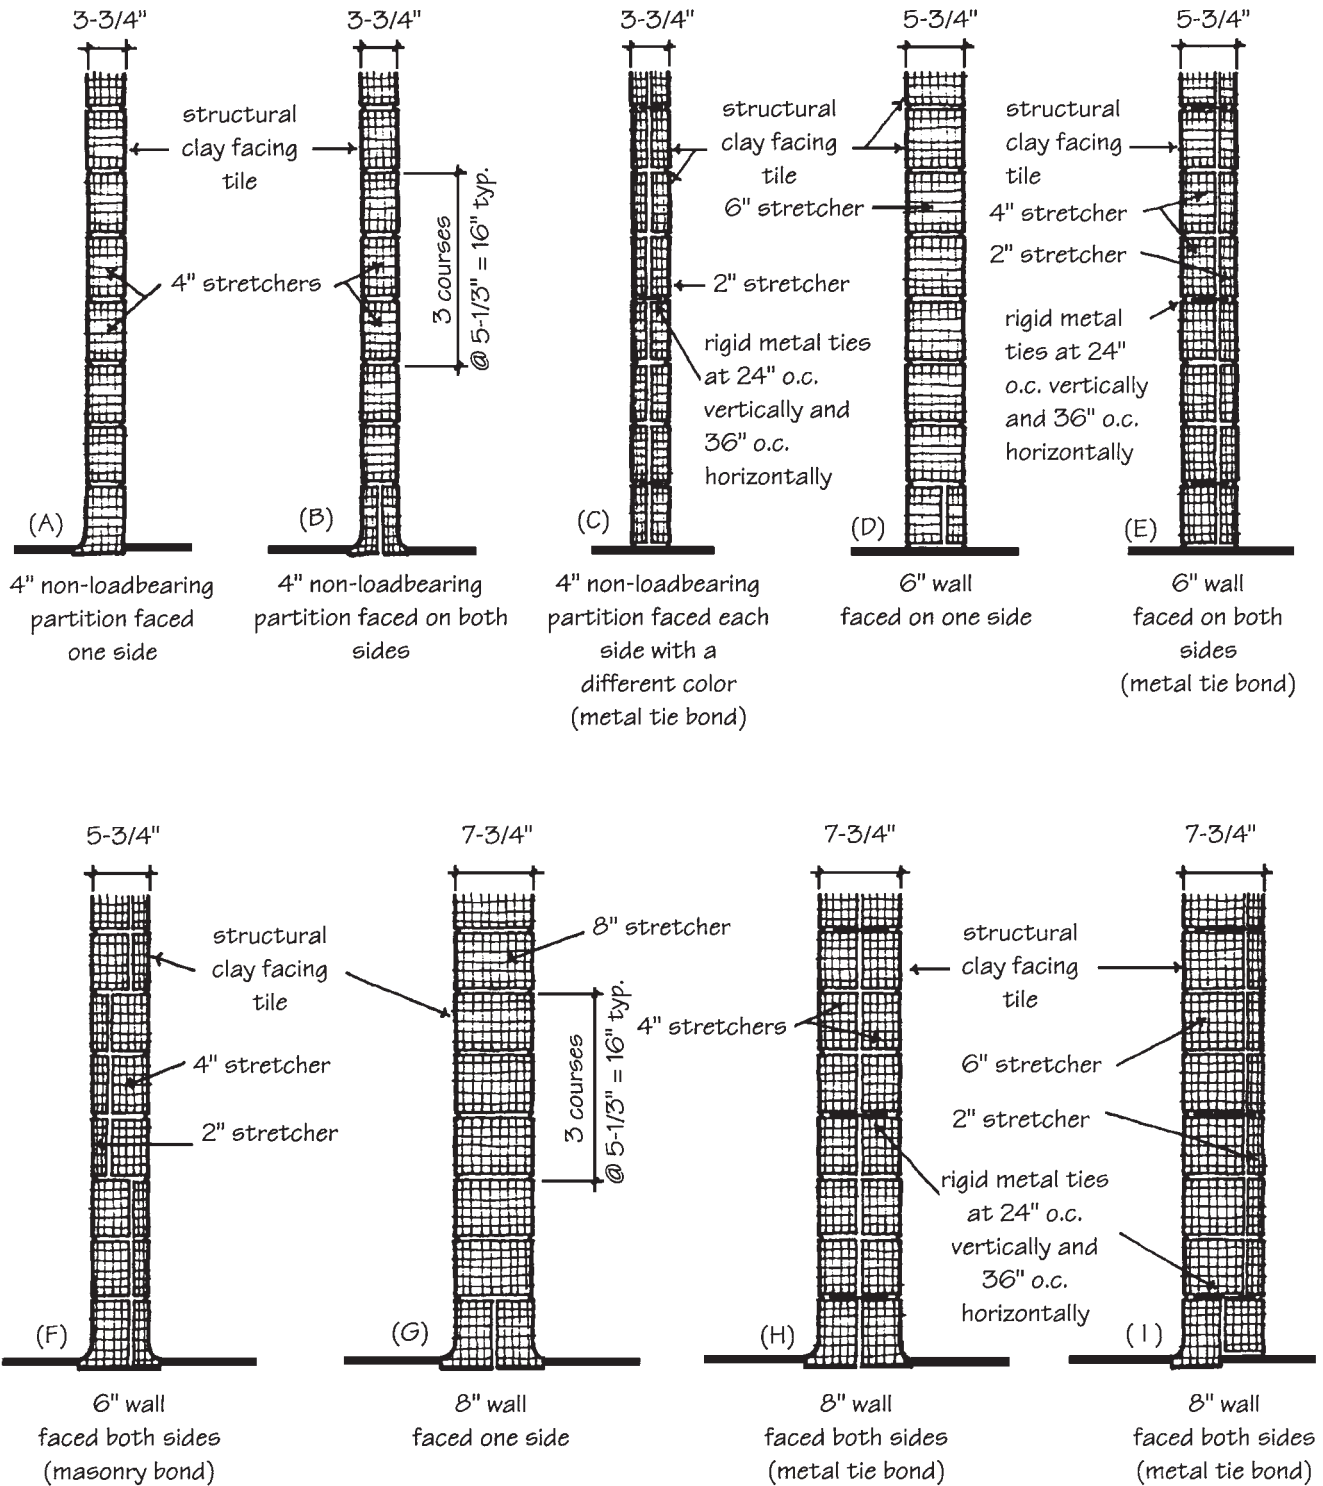 3-3/4"
3-3/4"
3-3/4"
5-3/4"
5-3/4"
structural
clay facing
tile
4" stretchers
3 courses
@ 5-1/3" = 16" typ.
structural
clay facing
tile
6" stretcher
2" stretcher
rigid metal ties
at 24" o.c.
vertically and
36" o.c.
horizontally
structural
clay facing
tile
4" stretcher
2" stretcher
rigid metal
ties at 24"
o.c. vertically
and 36" o.c.
horizontally
(A)
(B)
(C)
(D)
(E)
4" non-loadbearing
partition faced
one side
4" non-loadbearing
partition faced on both
sides
4" non-loadbearing
partition faced each
side with a
different color
(metal tie bond)
6" wall
faced on one side
6" wall
faced on both
sides
(metal tie bond)
5-3/4"
7-3/4"
7-3/4"
7-3/4"
structural
clay facing
tile
4" stretcher
2" stretcher
8" stretcher
3 courses
@ 5-1/3" = 16" typ.
4" stretchers
structural
clay facing
tile
6" stretcher
2" stretcher
rigid metal ties
at 24" o.c.
vertically and
36" o.c.
horizontally
(F)
(G)
(H)
(I)
6" wall
faced both sides
(masonry bond)
8" wall
faced one side
8" wall
faced both sides
(metal tie bond)
8" wall
faced both sides
(metal tie bond)